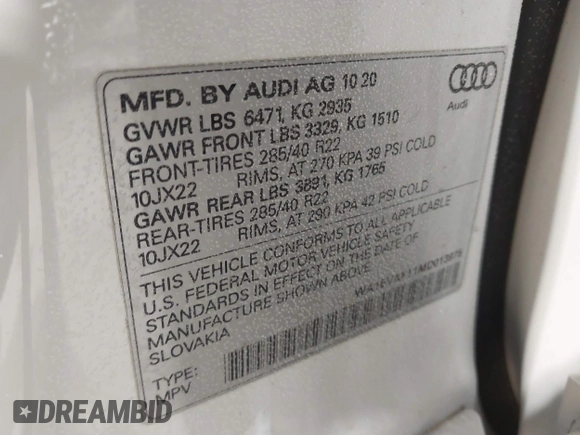 MFD. BY AUDI AG 10 20
GVWR LBS 6471, KG 2935
GAWR FRONT LBS 3329, KG 1510
FRONT-TIRES 285/40 R22
10JX22 RIMS, AT 270 KPA 39 PSI COLD
GAWR REAR LBS 3891, KG 1765
REAR-TIRES 285/40 R22
10JX22 RIMS, AT 290 KPA 42 PSI COLD
THIS VEHICLE CONFORMS TO ALL APPLICABLE
U.S. FEDERAL MOTOR VEHICLE SAFETY
STANDARDS IN EFFECT ON THE DATE OF
MANUFACTURE SHOWN ABOVE.
SLOVAKIA
TYPE:
MPV
Audi
DREAMBID